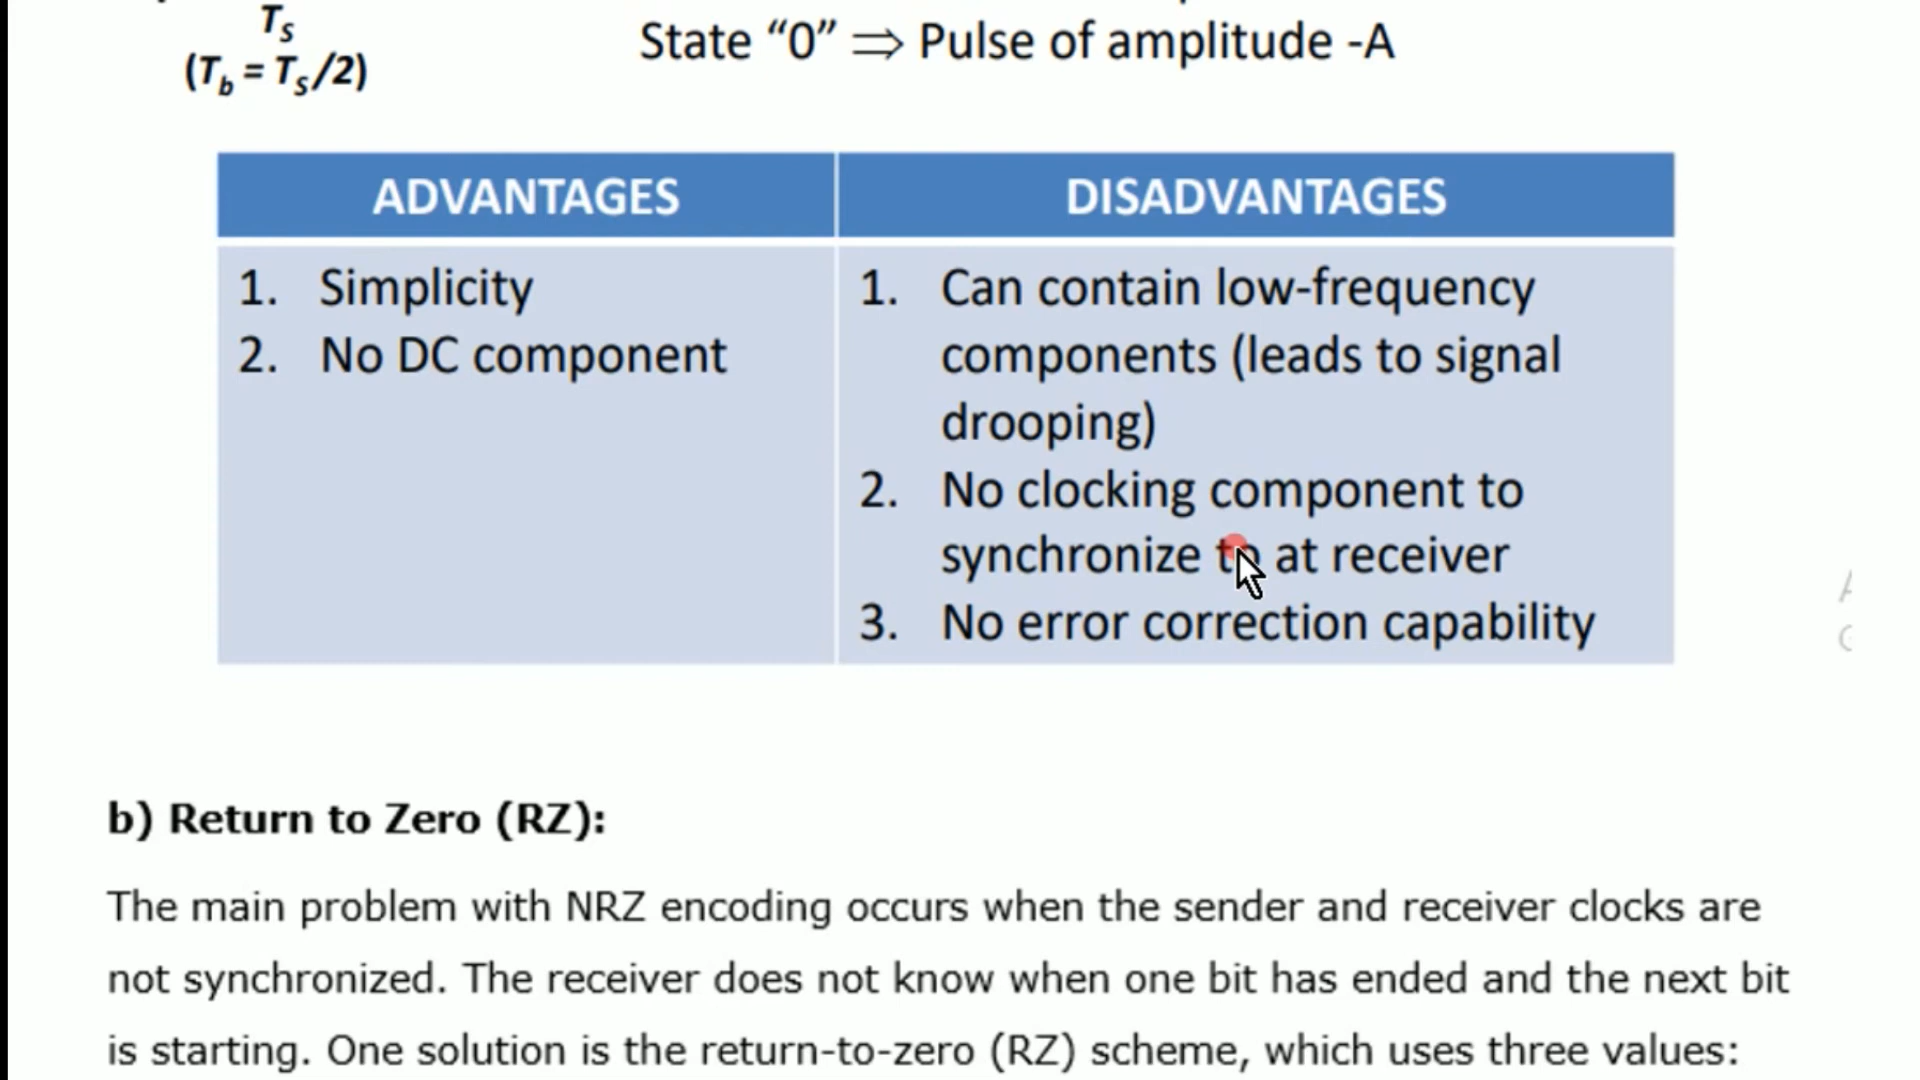 Ts
(Tb = Ts/2)
State “0” ⇒ Pulse of amplitude -A
ADVANTAGES
DISADVANTAGES
1. Simplicity
2. No DC component
1. Can contain low-frequency
components (leads to signal
drooping)
2. No clocking component to
synchronize to at receiver
3. No error correction capability
b) Return to Zero (RZ):
The main problem with NRZ encoding occurs when the sender and receiver clocks are
not synchronized. The receiver does not know when one bit has ended and the next bit
is starting. One solution is the return-to-zero (RZ) scheme, which uses three values: